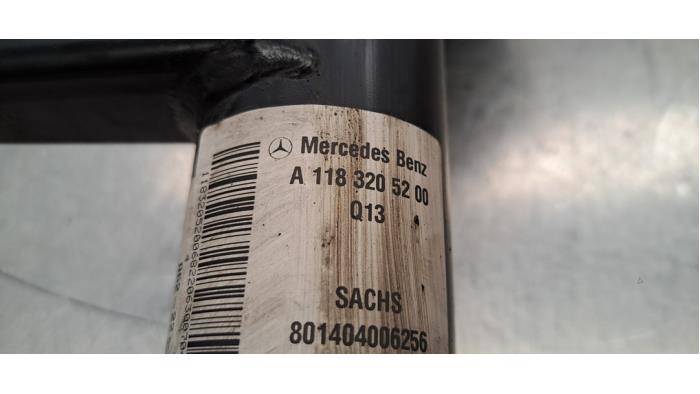 Mercedes Benz
A 118 320 52 00
Q13
SACHS
801404006256